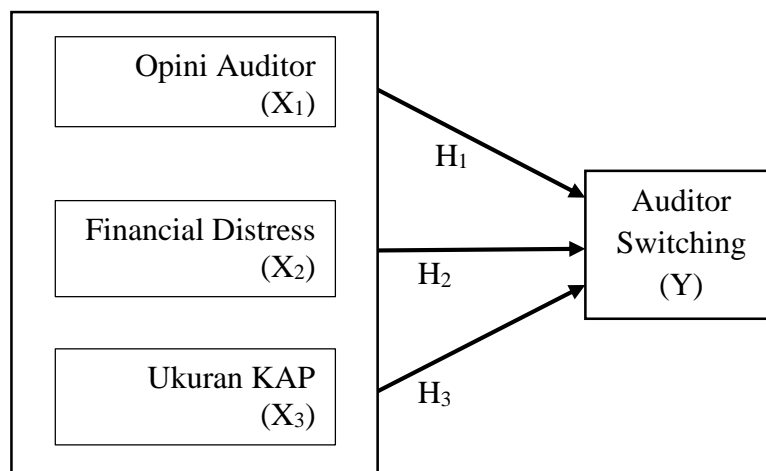 Opini Auditor
(X₁)
H₁
Financial Distress
(X₂)
H₂
Ukuran KAP
(X₃)
H₃
Auditor
Switching
(Y)